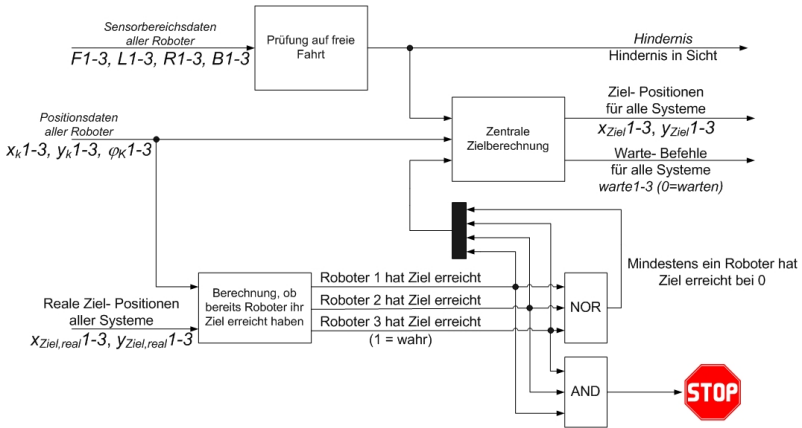 Sensorbereichsdaten
aller Roboter
F1-3, L1-3, R1-3, B1-3
Prüfung auf freie
Fahrt
Hindernis
Hindernis in Sicht
Positionsdaten
aller Roboter
xk1-3, yk1-3, φK1-3
Zentrale
Zielberechnung
Ziel- Positionen
für alle Systeme
xZiel1-3, yZiel1-3
Warte- Befehle
für alle Systeme
warte1-3 (0=warten)
Mindestens ein Roboter hat
Ziel erreicht bei 0
Reale Ziel- Positionen
aller Systeme
xZiel,real1-3, yZiel,real1-3
Berechnung, ob
bereits Roboter ihr
Ziel erreicht haben
Roboter 1 hat Ziel erreicht
Roboter 2 hat Ziel erreicht
Roboter 3 hat Ziel erreicht
(1 = wahr)
NOR
AND
STOP